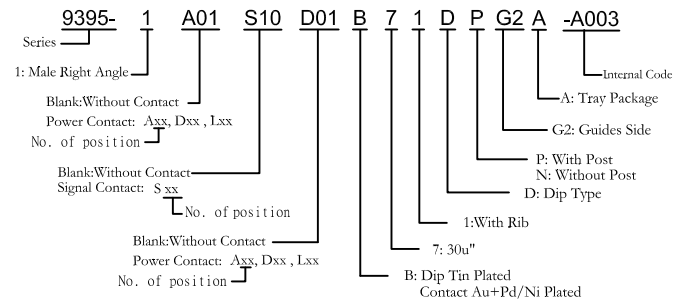 9395- 1 A01 S10 D01 B 7 1 D P G2 A -A003
Series
1: Male Right Angle
Internal Code
Blank:Without Contact
A: Tray Package
Power Contact: Axx, Dxx , Lxx
No. of position
G2: Guides Side
P: With Post
Blank:Without Contact
N: Without Post
Signal Contact: S xx
D: Dip Type
No. of position
1:With Rib
Blank:Without Contact
7: 30u"
Power Contact: Axx, Dxx , Lxx
No. of position
B: Dip Tin Plated
Contact Au+Pd/Ni Plated